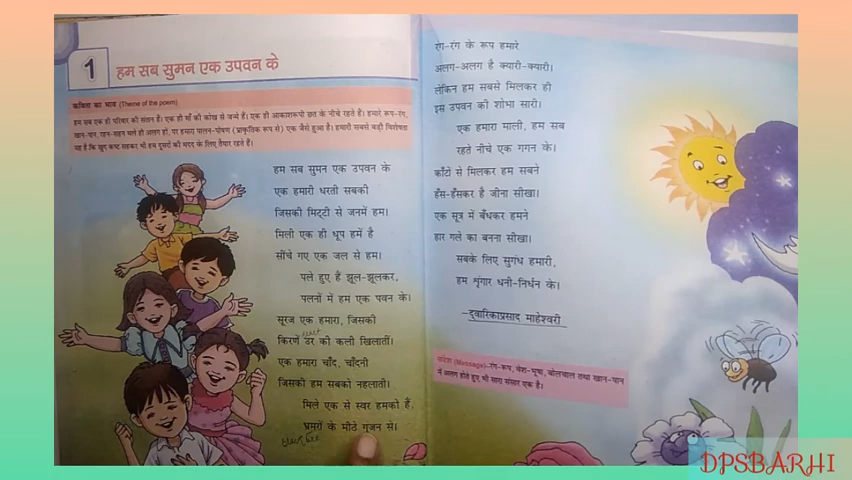 1
हम सब सुमन एक उपवन के
कविता का भाव (Theme of the poem)
हम सब एक ही परिवार की संतान हैं। एक ही माँ की कोख से जन्मे हैं। एक ही आकाशरूपी छत के नीचे रहते हैं। हमारे रूप-रंग,
खान-पान, रहन-सहन भले ही अलग हों, पर हमारा पालन-पोषण (प्राकृतिक रूप से) एक जैसे हुआ है। हमारी सबसे बड़ी विशेषता
यह है कि खुद कष्ट सहकर भी हम दूसरों की मदद के लिए तैयार रहते हैं।
हम सब सुमन एक उपवन के
एक हमारी धरती सबकी
जिसकी मिट्टी से जनमें हम।
मिली एक ही धूप हमें है
सींचे गए एक जल से हम।
पले हुए हैं झूल-झूलकर,
पलनों में हम एक पवन के।
सूरज एक हमारा, जिसकी
किरणें उर की कली खिलातीं।
एक हमारा चाँद, चाँदनी
जिसकी हम सबको नहलाती।
मिले एक से स्वर हमको हैं,
भ्रमरों के मीठे गूंजन से।
रंग-रंग के रूप हमारे
अलग-अलग है क्यारी-क्यारी।
लेकिन हम सबसे मिलकर ही
इस उपवन की शोभा सारी।
एक हमारा माली, हम सब
रहते नीचे एक गगन के।
काँटों से मिलकर हम सबने
हँस-हँसकर है जीना सीखा।
एक सूत्र में बँधकर हमने
हार गले का बनना सीखा।
सबके लिए सुगंध हमारी,
हम शृंगार धनी-निर्धन के।
–द्वारिकाप्रसाद माहेश्वरी
संदेश (Message)-रंग-रूप, वेश-भूषा, बोलचाल तथा खान-पान
में अलग होते हुए भी सारा संसार एक है।
DPSBARHI